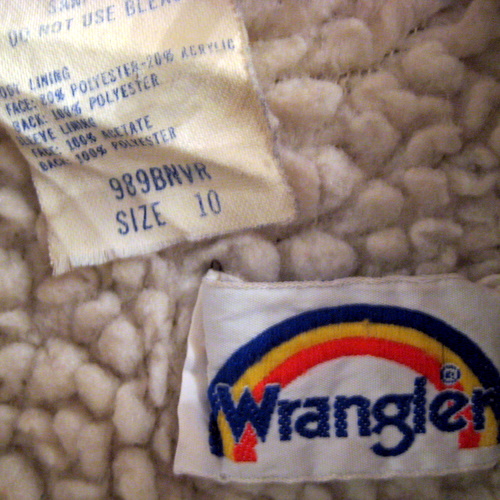 DO NOT USE BLEA
ODY LINING
FACE: 80% POLYESTER-20% ACRYLIC
BACK: 100% POLYESTER
SLEEVE LINING
FACE: 100% ACETATE
BACK: 100% POLYESTER
989BNVR
SIZE 10
Wrangler®